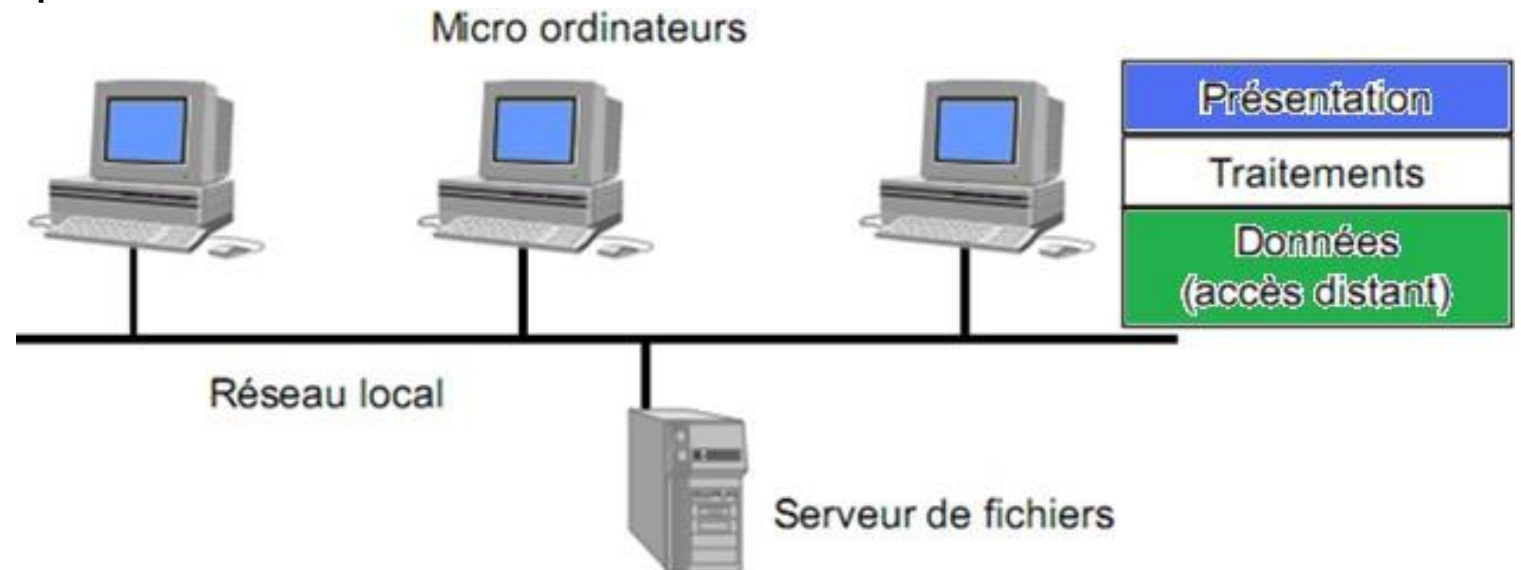 Micro ordinateurs
Présentation
Traitements
Données
(accès distant)
Réseau local
Serveur de fichiers